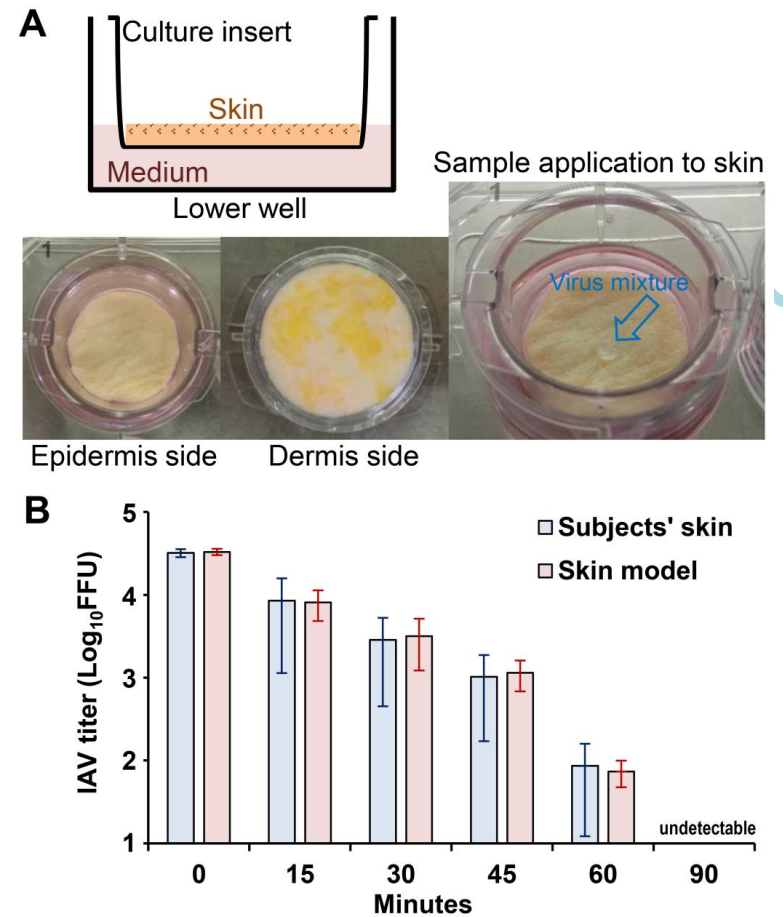 A
Culture insert
Skin
Medium
Lower well
Sample application to skin
1
1
Virus mixture
Epidermis side
Dermis side
B
IAV titer (Log₁₀FFU)
5
4
3
2
1
Subjects' skin
Skin model
undetectable
0 15 30 45 60 90
Minutes